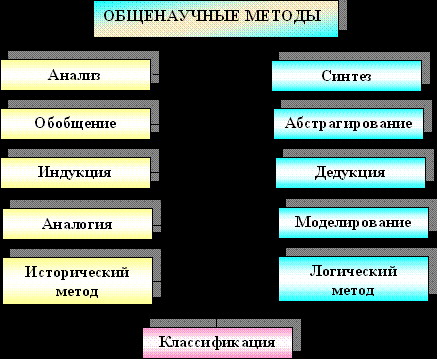 ОБЩЕНАУЧНЫЕ МЕТОДЫ
Анализ
Синтез
Обобщение
Абстрагирование
Индукция
Дедукция
Аналогия
Моделирование
Исторический
метод
Логический
метод
Классификация